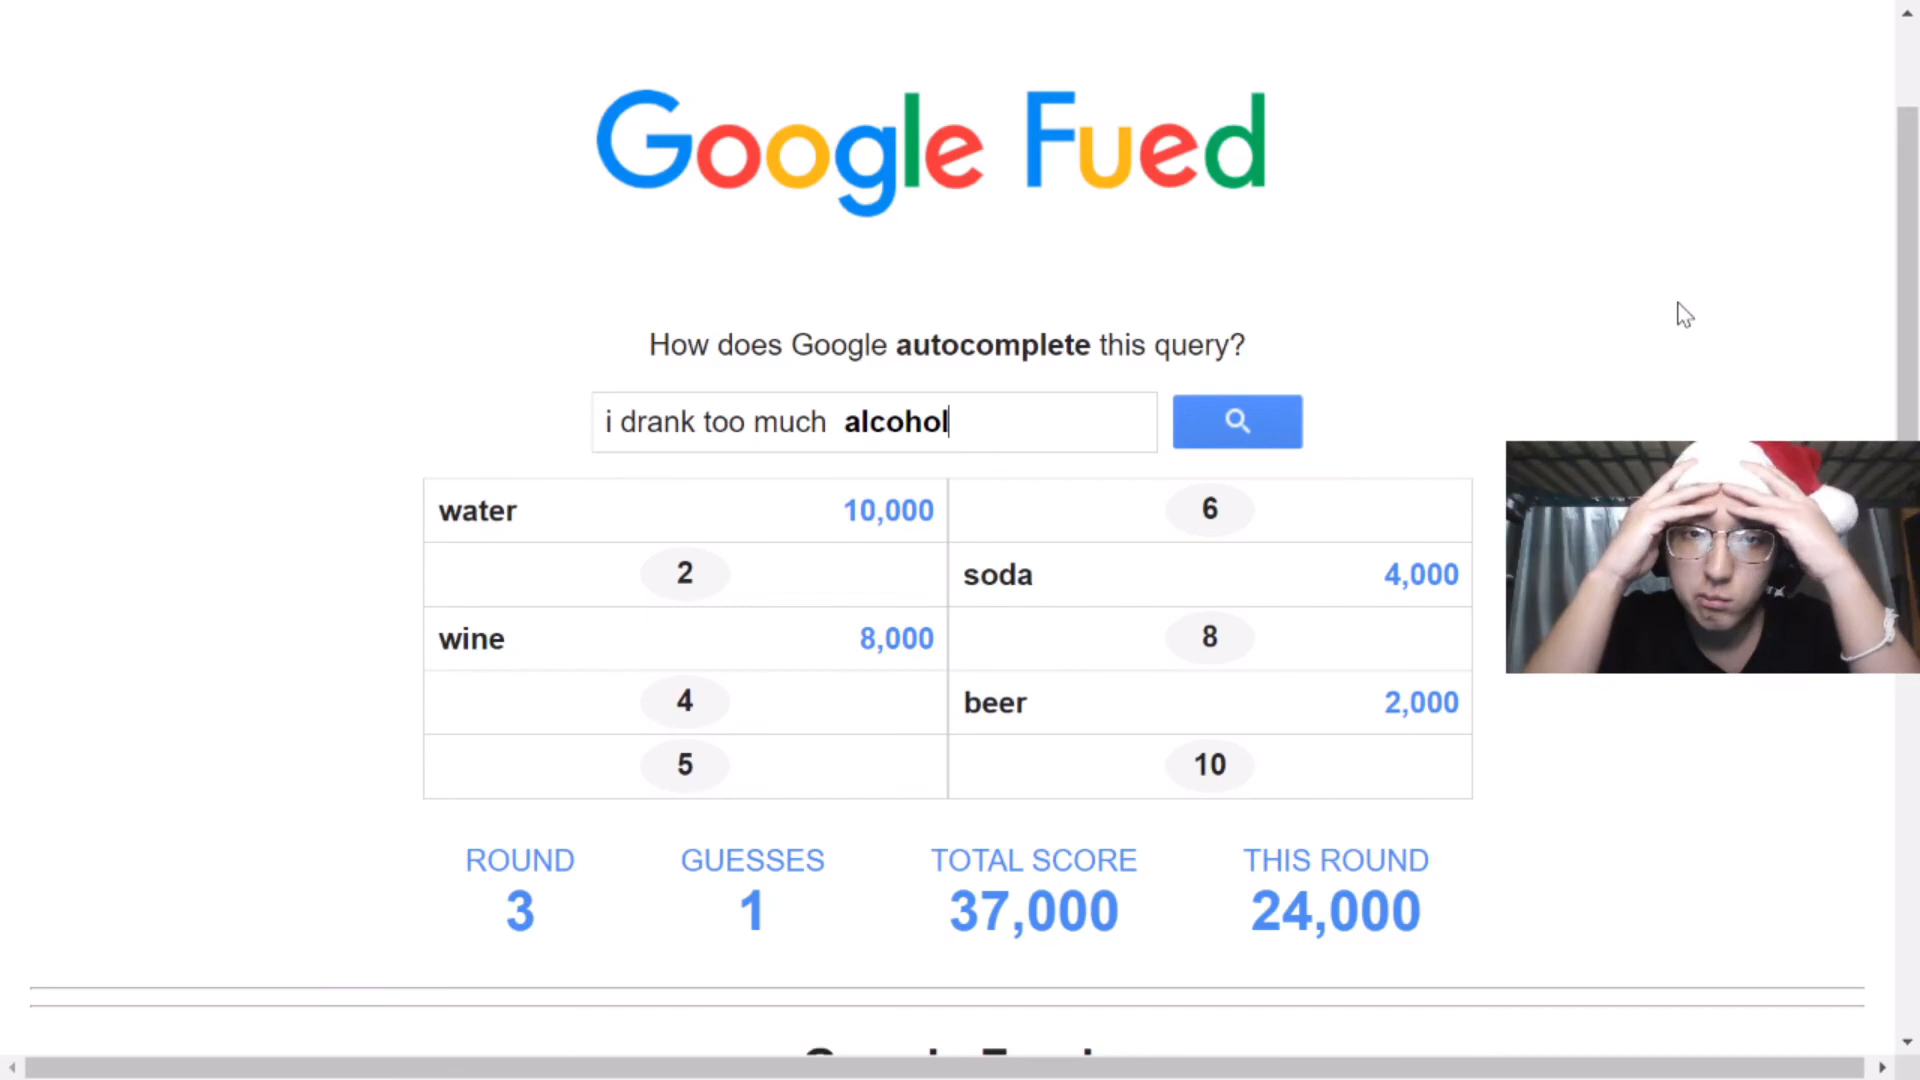 Google Fued
How does Google autocomplete this query?
i drank too much alcohol
water 10,000
6
2
soda 4,000
wine 8,000
8
4
beer 2,000
5
10
ROUND GUESSES TOTAL SCORE THIS ROUND
3 1 37,000 24,000